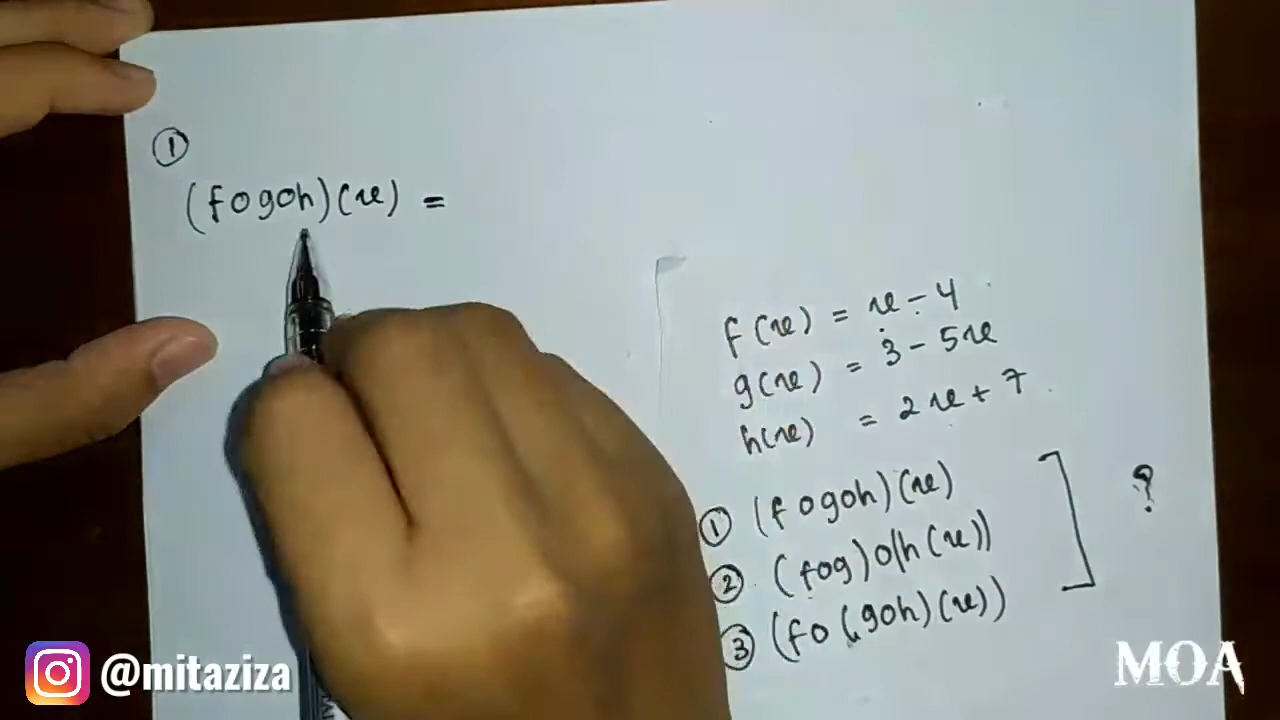 ①
(fogoh)(x) =
f(x) = x - 4
g(x) = 3 - 5x
h(x) = 2x + 7
① (fogoh)(x)
② (fog)o(h(x))
③ (fo(goh)(x))
?
@mitaziza
MOA